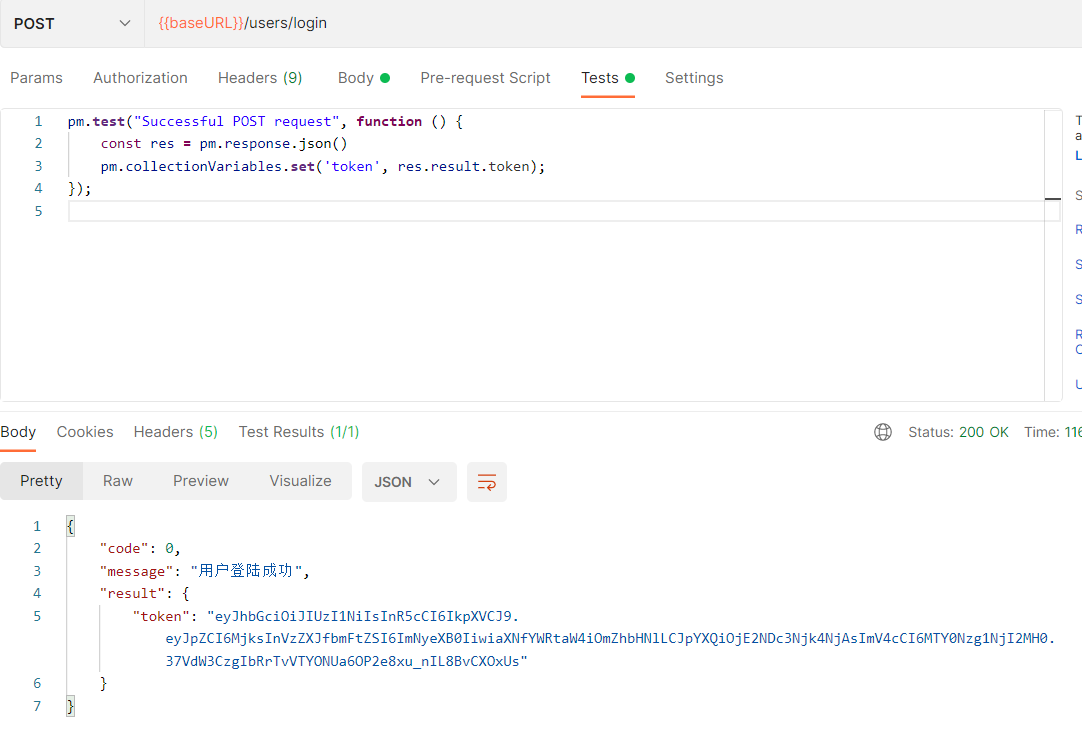 POST {{baseURL}}/users/login
Params Authorization Headers (9) Body Pre-request Script Tests Settings
1 pm.test("Successful POST request", function () {
2 const res = pm.response.json()
3 pm.collectionVariables.set('token', res.result.token);
4 });
5
Body Cookies Headers (5) Test Results (1/1) Status: 200 OK Time: 116
Pretty Raw Preview Visualize JSON
1 {
2 "code": 0,
3 "message": "用户登陆成功",
4 "result": {
5 "token": "eyJhbGciOiJIUzI1NiIsInR5cCI6IkpXVCJ9.
eyJpZCI6MjksInVzZXJfbmFtZSI6ImNyeXB0IiwiaXNfYWRtaW4iOmZhbHNlLCJpYXQiOjE2NDc3Njk4NjAsImV4cCI6MTY0Nzg1NjI2MH0.
37VdW3CzgIbRrTvVTYONUa6OP2e8xu_nIL8BvCXOxUs"
6 }
7 }